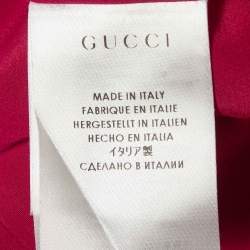 GUCCI
MADE IN ITALY
FABRIQUE EN ITALIE
HERGESTELLT IN ITALIEN
HECHO EN ITALIA
イタリア製
СДЕЛАНО В ИТАЛИИ